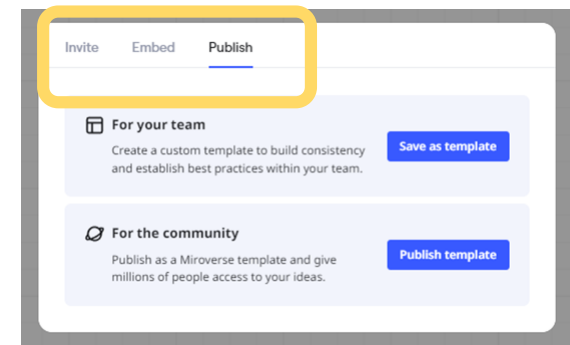 Invite Embed Publish
For your team
Create a custom template to build consistency
and establish best practices within your team.
Save as template
For the community
Publish as a Miroverse template and give
millions of people access to your ideas.
Publish template